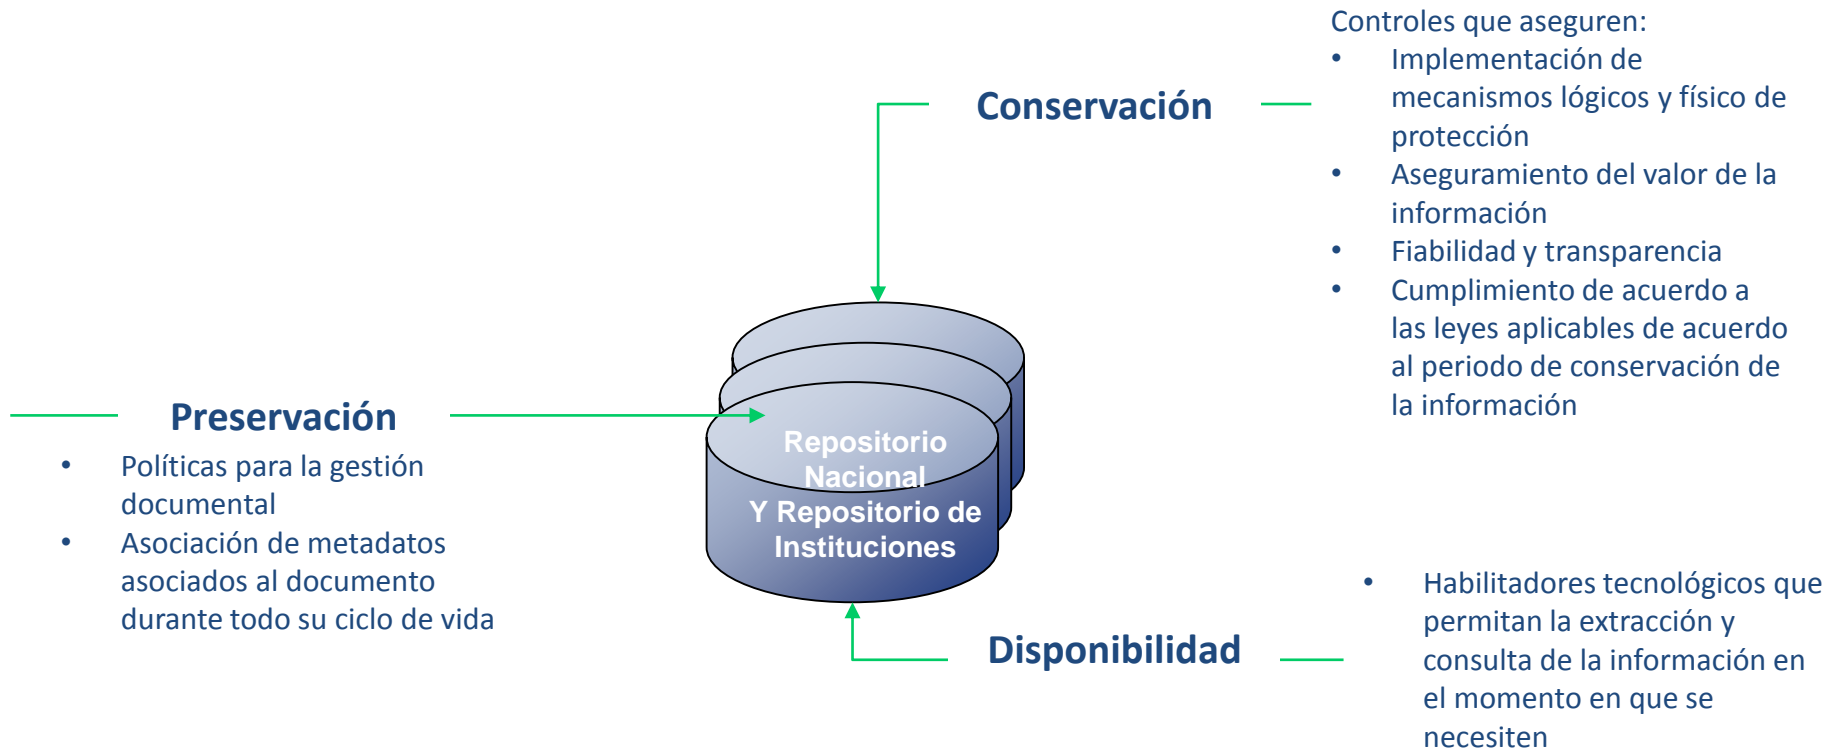 Controles que aseguren:
• Implementación de
mecanismos lógicos y físico de
protección
• Aseguramiento del valor de la
información
• Fiabilidad y transparencia
• Cumplimiento de acuerdo a
las leyes aplicables de acuerdo
al periodo de conservación de
la información
Conservación
Preservación
• Políticas para la gestión
documental
• Asociación de metadatos
asociados al documento
durante todo su ciclo de vida
Repositorio
Nacional
Y Repositorio de
Instituciones
Disponibilidad
• Habilitadores tecnológicos que
permitan la extracción y
consulta de la información en
el momento en que se
necesiten